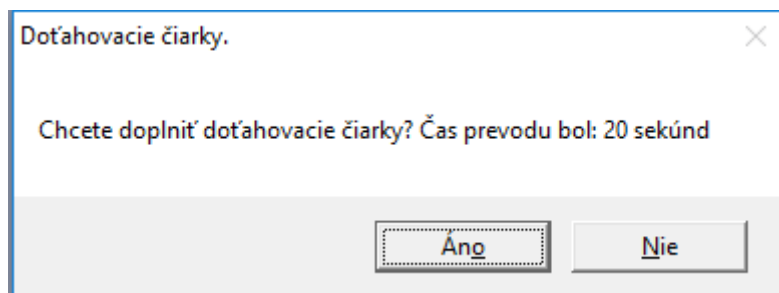 Doťahovacie čiarky.
Chcete doplniť doťahovacie čiarky? Čas prevodu bol: 20 sekúnd
Áno
Nie